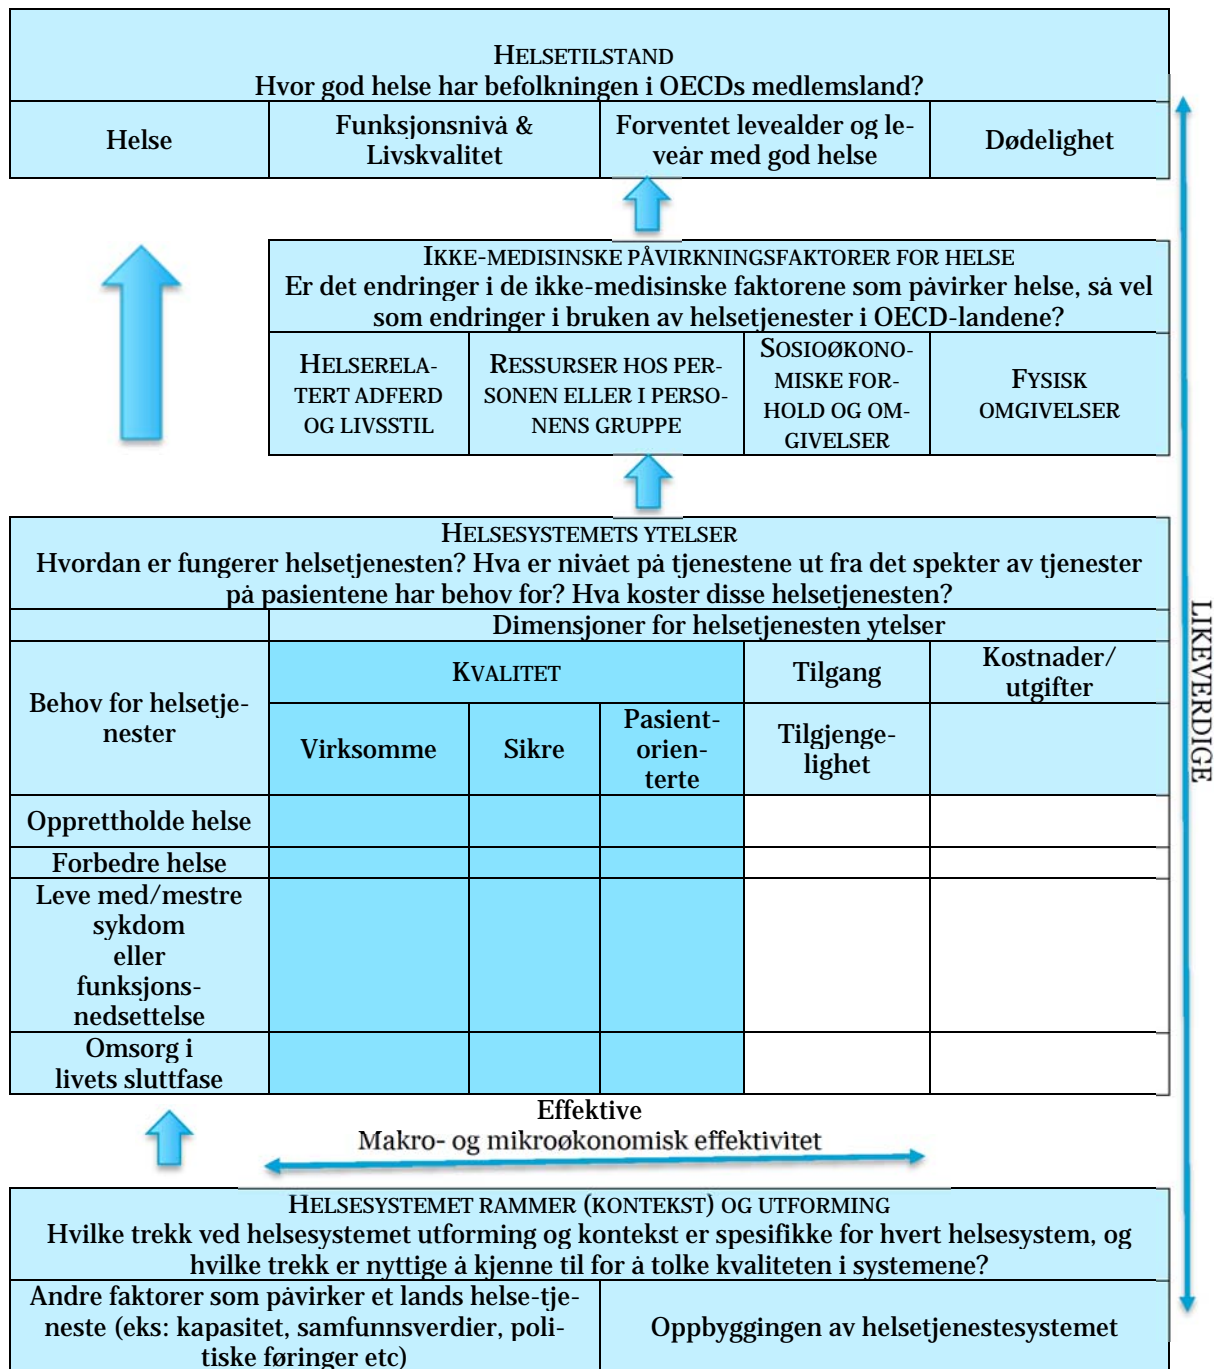 HELSETILSTAND
Hvor god helse har befolkningen i OECDs medlemsland?
Helse
Funksjonsnivå &
Livskvalitet
Forventet levealder og le-
veår med god helse
Dødelighet
IKKE-MEDISINSKE PÅVIRKNINGSFAKTORER FOR HELSE
Er det endringer i de ikke-medisinske faktorene som påvirker helse, så vel
som endringer i bruken av helsetjenester i OECD-landene?
HELSERELA-
TERT ADFERD
OG LIVSSTIL
RESSURSER HOS PER-
SONEN ELLER I PERSO-
NENS GRUPPE
SOSIOØKONO-
MISKE FOR-
HOLD OG OM-
GIVELSER
FYSISK
OMGIVELSER
HELSESYSTEMETS YTELSER
Hvordan er fungerer helsetjenesten? Hva er nivået på tjenestene ut fra det spekter av tjenester
på pasientene har behov for? Hva koster disse helsetjenesten?
Dimensjoner for helsetjenesten ytelser
Behov for helsetje-
nester
KVALITET
Tilgang
Kostnader/
utgifter
Virksomme
Sikre
Pasient-
orien-
terte
Tilgjenge-
lighet
Opprettholde helse
Forbedre helse
Leve med/mestre
sykdom
eller
funksjons-
nedsettelse
Omsorg i
livets sluttfase
LIKEVERDIGE
Effektive
Makro- og mikroøkonomisk effektivitet
HELSESYSTEMET RAMMER (KONTEKST) OG UTFORMING
Hvilke trekk ved helsesystemet utforming og kontekst er spesifikke for hvert helsesystem, og
hvilke trekk er nyttige å kjenne til for å tolke kvaliteten i systemene?
Andre faktorer som påvirker et lands helse-tje-
neste (eks: kapasitet, samfunnsverdier, poli-
tiske føringer etc)
Oppbyggingen av helsetjenestesystemet